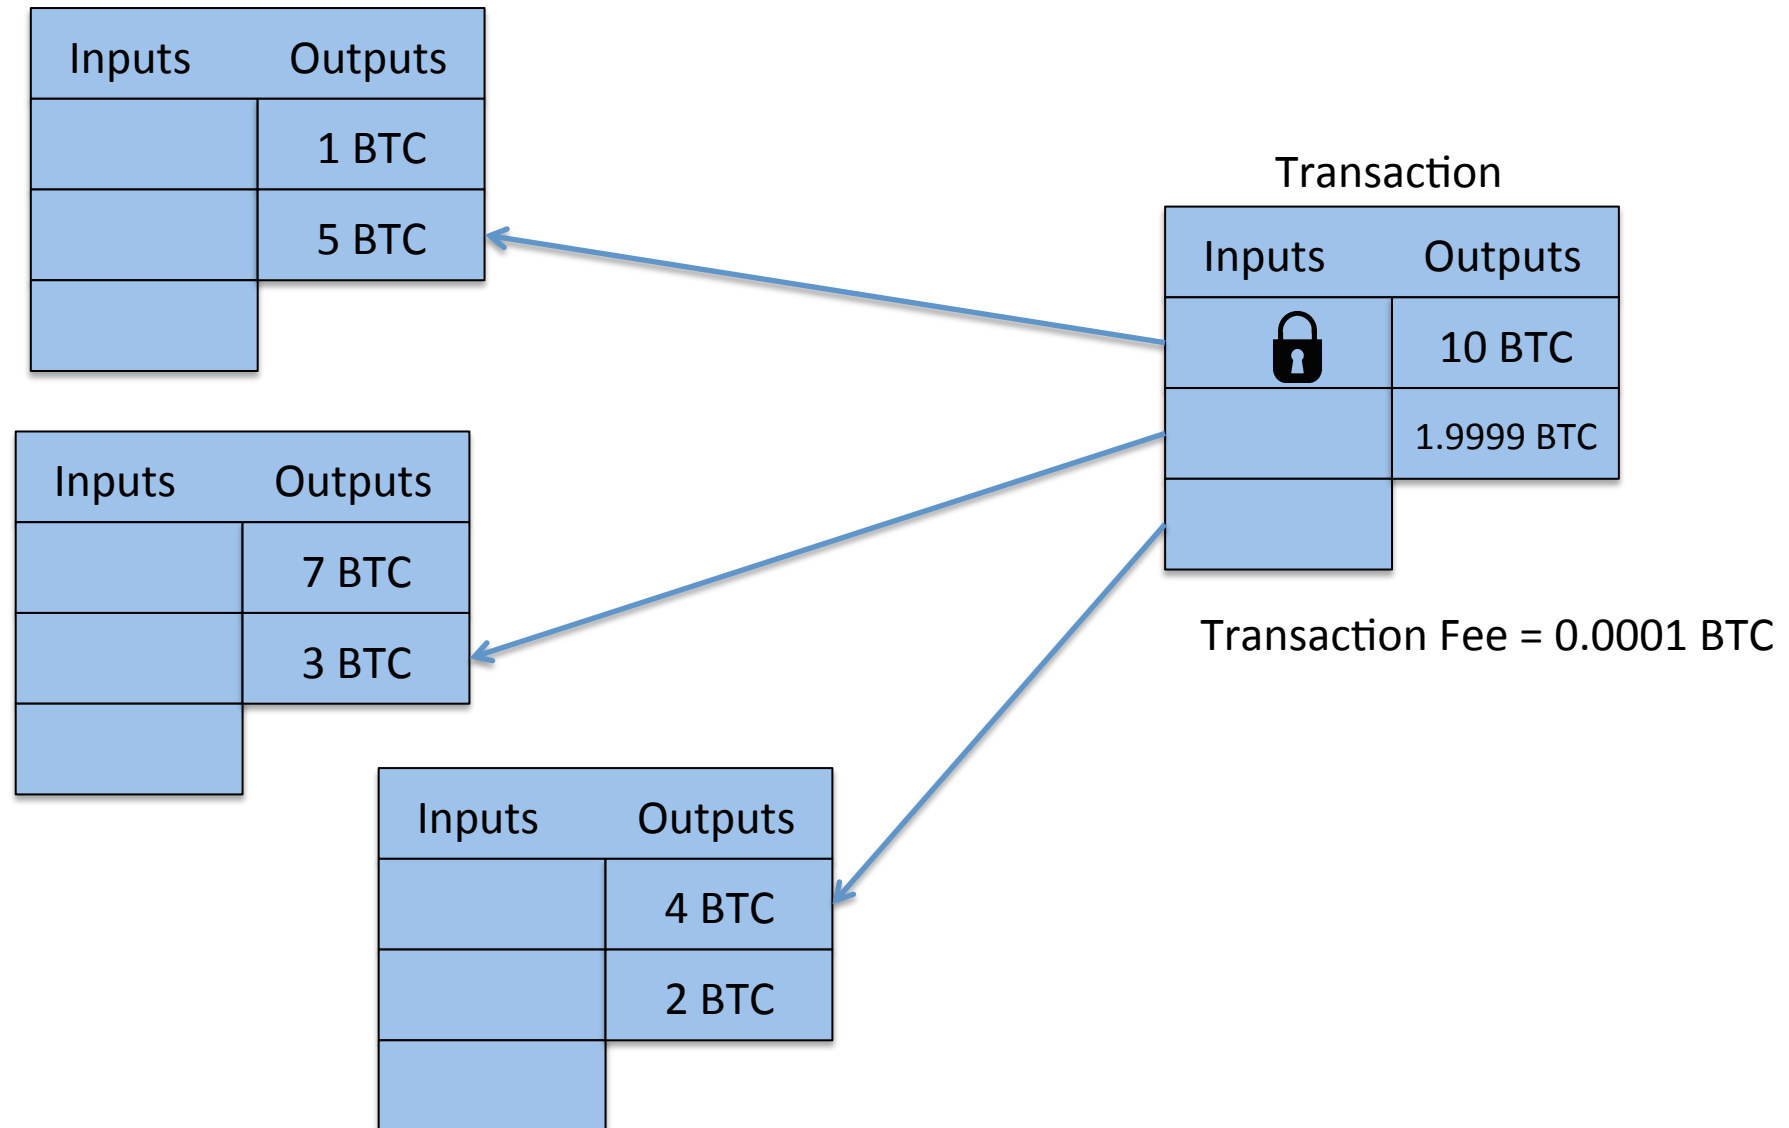 Inputs Outputs
1 BTC
5 BTC
Transaction
Inputs Outputs
10 BTC
1.9999 BTC
Transaction Fee = 0.0001 BTC
Inputs Outputs
7 BTC
3 BTC
Inputs Outputs
4 BTC
2 BTC